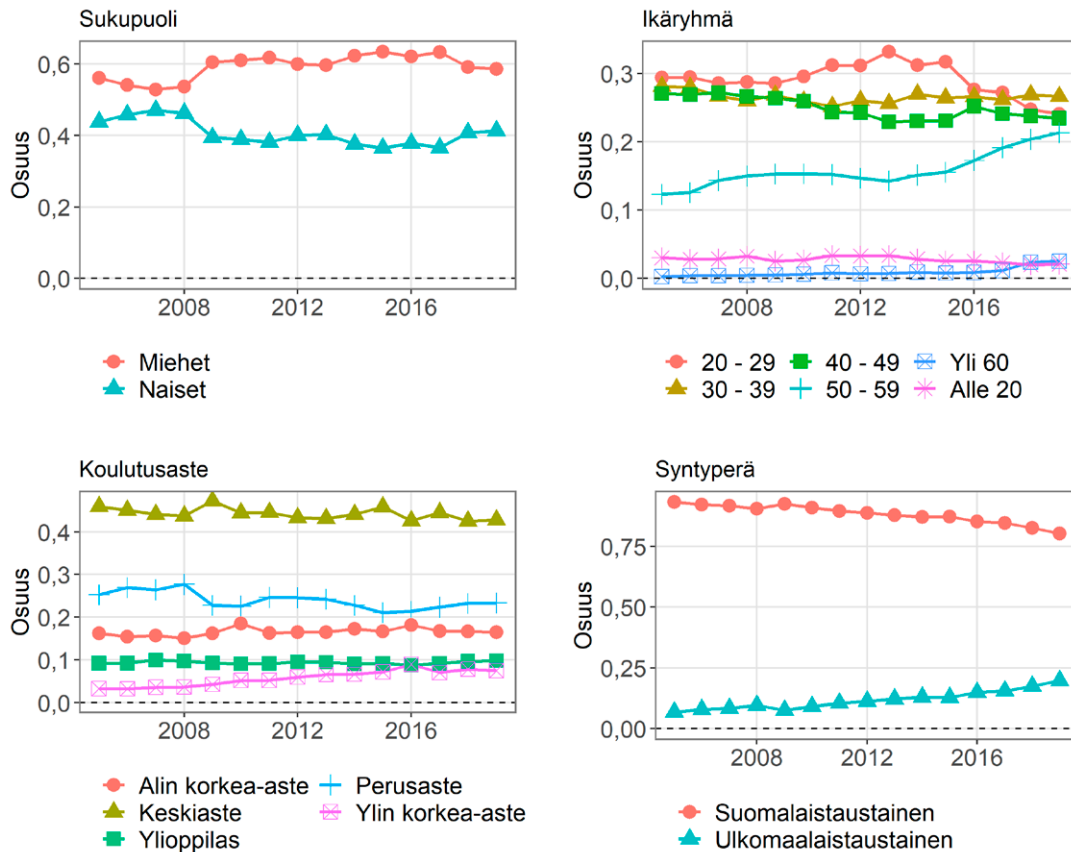 Sukupuoli
Osuus
0,6
0,4
0,2
0,0
2008 2012 2016
Miehet
Naiset
Ikäryhmä
Osuus
0,3
0,2
0,1
0,0
2008 2012 2016
20 - 29 40 - 49 Yli 60
30 - 39 50 - 59 Alle 20
Koulutusaste
Osuus
0,4
0,3
0,2
0,1
0,0
2008 2012 2016
Alin korkea-aste Perusaste
Keskiaste Ylin korkea-aste
Ylioppilas
Syntyperä
Osuus
0,75
0,50
0,25
0,00
2008 2012 2016
Suomalaistaustainen
Ulkomaalaistaustainen